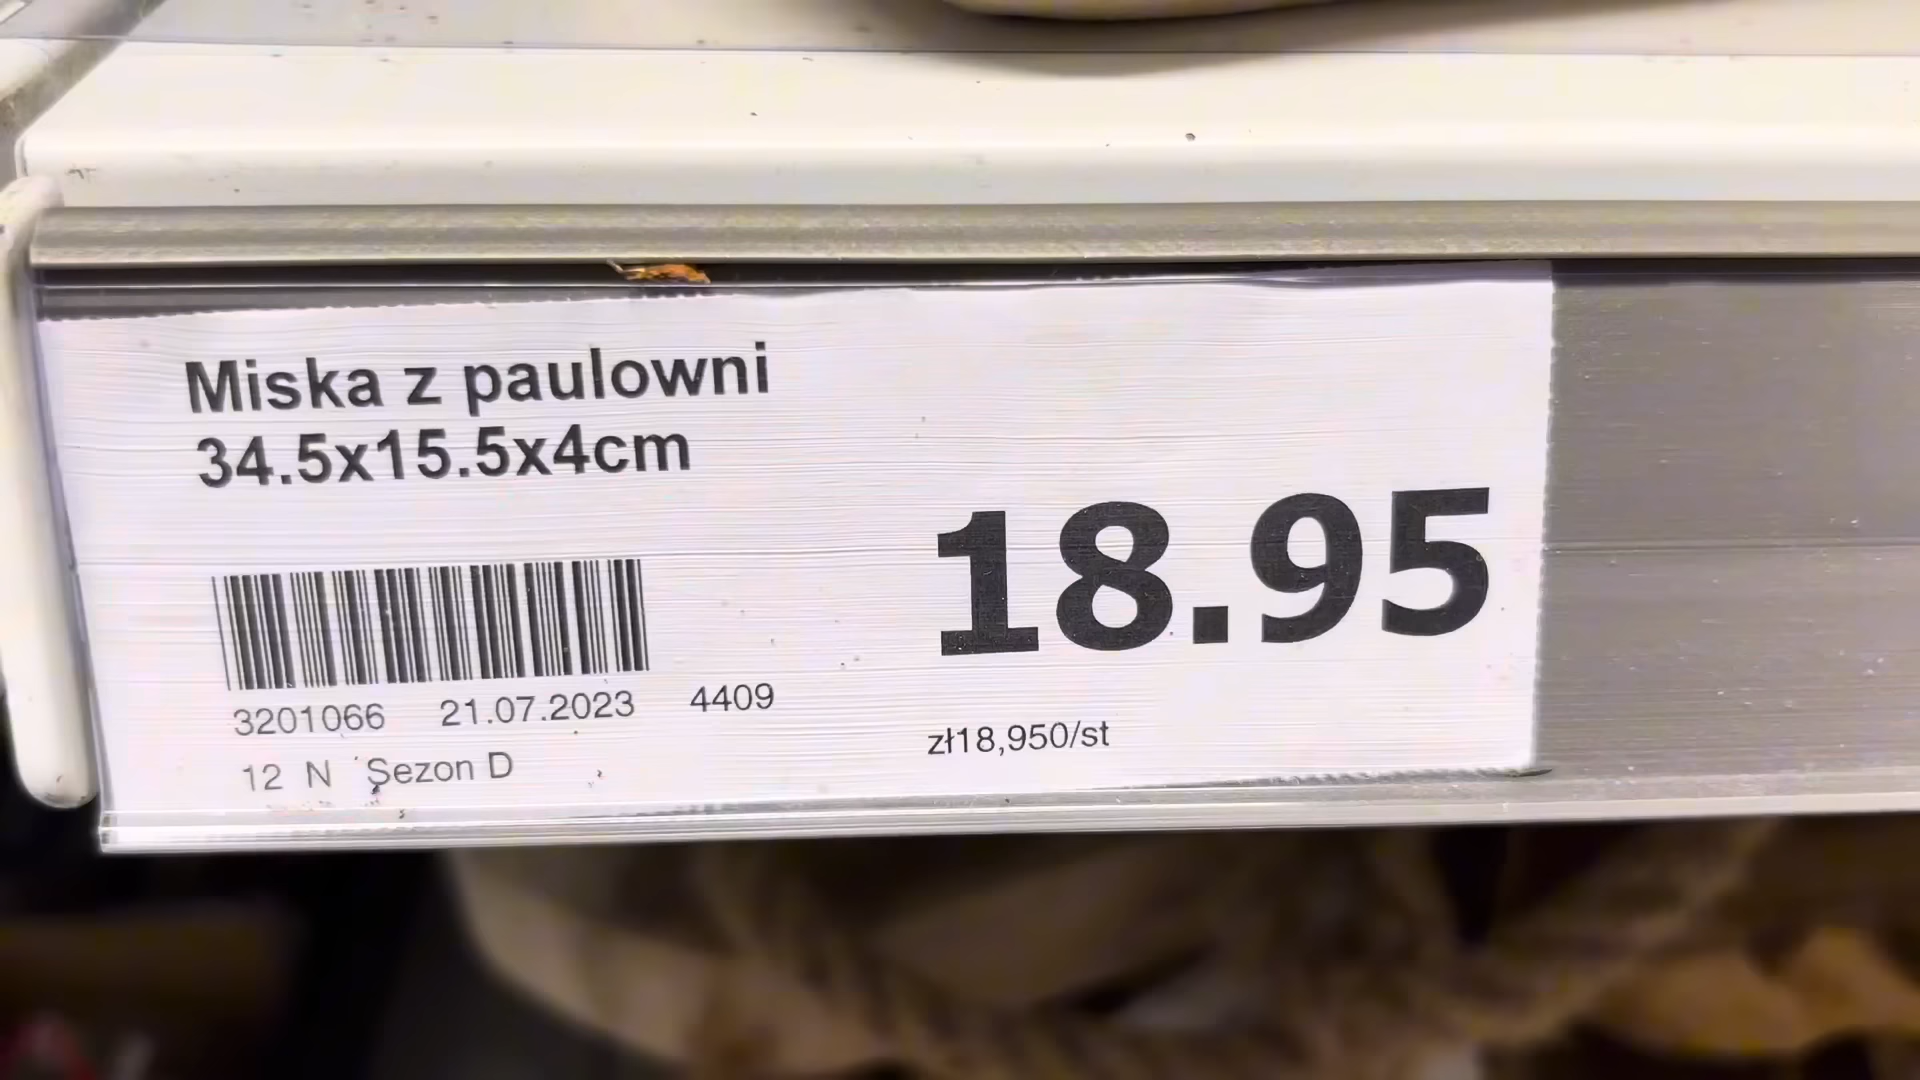 Miska z paulowni
34.5x15.5x4cm
18.95
3201066 21.07.2023 4409
zł18,950/st
12 N Sezon D